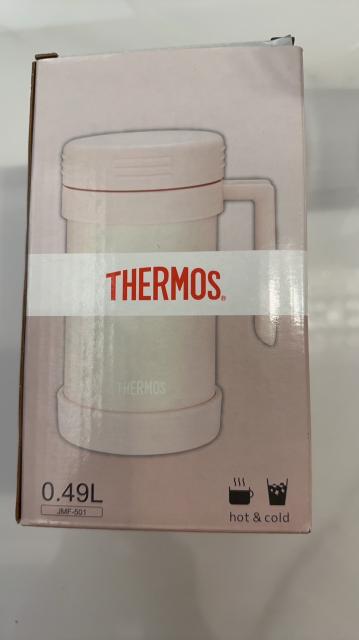 THERMOS®
THERMOS
0.49L
JMF-501
hot & cold